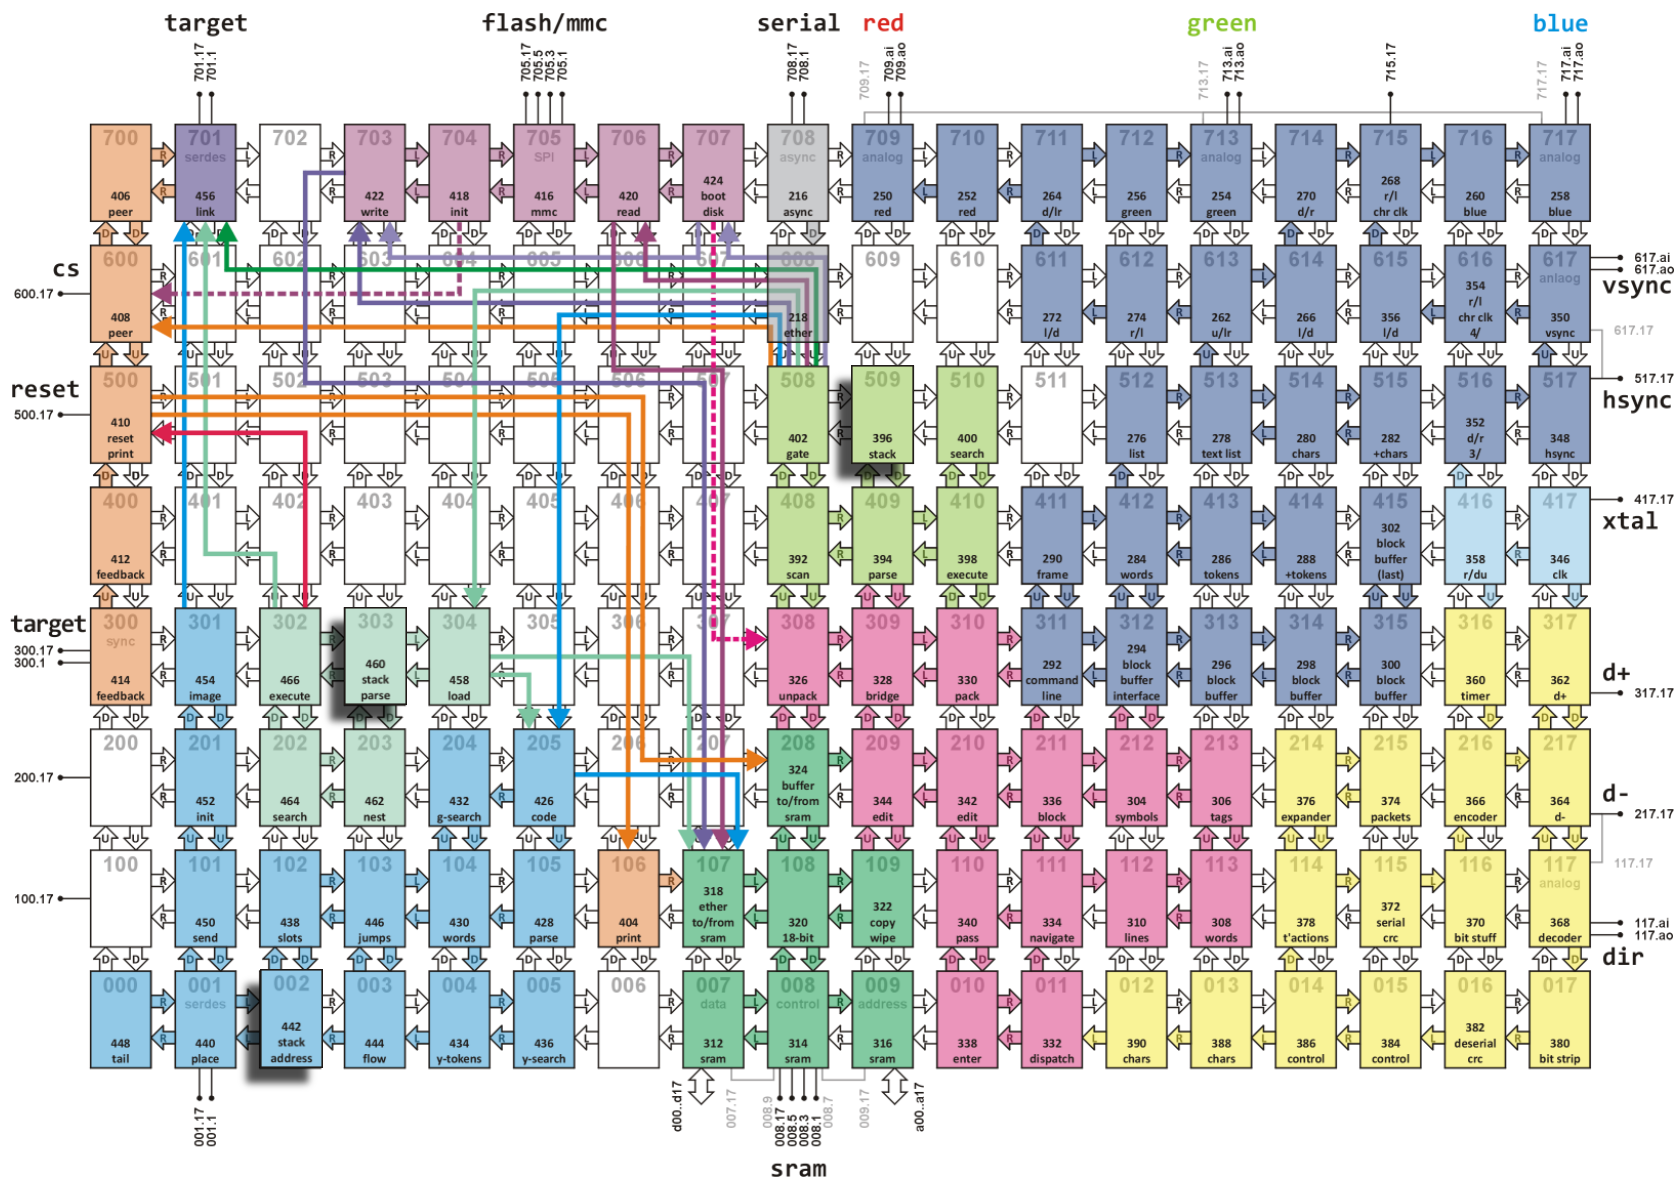 target flash/mmc serial red green blue
701.17 701.1 705.17 705.5 705.3 705.1 708.17 708.1 709.17 709.ai 709.ao 713.17 713.ai 713.ao 715.17 717.17 717.ai 717.ao
700 701 702 703 704 705 706 707 708 709 710 711 712 713 714 715 716 717
serdes SPI async analog analog analog
406 peer
456 link
422 write
418 init
416 mmc
420 read
424 boot disk
216 async
250 red
252 red
264 d/lr
256 green
254 green
270 d/r
268 r/l chr clk
260 blue
258 blue
cs
600.17
600 601 602 603 604 605 606 607 608 609 610 611 612 613 614 615 616 617
anlaog
408 peer
218 ether
272 l/d
274 r/l
262 u/lr
266 l/d
356 l/d
354 r/l chr clk 4/
350 vsync
617.ai
617.ao
vsync
617.17
reset
500.17
500 501 502 503 504 505 506 508 509 510 511 512 513 514 515 516 517
410 reset print
402 gate
396 stack
400 search
276 list
278 text list
280 chars
282 +chars
352 d/r 3/
348 hsync
517.17
hsync
400 401 402 403 404 405 406 407 408 409 410 411 412 413 414 415 416 417
412 feedback
392 scan
394 parse
398 execute
290 frame
284 words
286 tokens
288 +tokens
302 block buffer (last)
358 r/du
346 clk
417.17
xtal
target
300.17
300.1
300 301 302 303 304 305 306 307 308 309 310 311 312 313 314 315 316 317
sync
414 feedback
454 image
466 execute
460 stack parse
458 load
326 unpack
328 bridge
330 pack
292 command line
294 block buffer interface
296 block buffer
298 block buffer
300 block buffer
360 timer
362 d+
d+
317.17
200.17
200 201 202 203 204 205 206 207 208 209 210 211 212 213 214 215 216 217
452 init
464 search
462 nest
432 g-search
426 code
324 buffer to/from sram
344 edit
342 edit
336 block
304 symbols
306 tags
376 expander
374 packets
366 encoder
364 d-
d-
217.17
117.17
100.17
100 101 102 103 104 105 106 107 108 109 110 111 112 113 114 115 116 117
analog
450 send
438 slots
446 jumps
430 words
428 parse
404 print
318 ether to/from sram
320 18-bit
322 copy wipe
340 pass
334 navigate
310 lines
308 words
378 t'actions
372 serial crc
370 bit stuff
368 decoder
117.ai
117.ao
dir
000 001 002 003 004 005 006 007 008 009 010 011 012 013 014 015 016 017
serdes data control address
448 tail
440 place
442 stack address
444 flow
434 y-tokens
436 y-search
312 sram
314 sram
316 sram
338 enter
332 dispatch
390 chars
388 chars
386 control
384 control
382 deserial crc
380 bit strip
001.17 001.1 d00..d17 007.17 008.9 008.17 008.5 008.3 008.1 008.7 009.17 a00..a17
sram